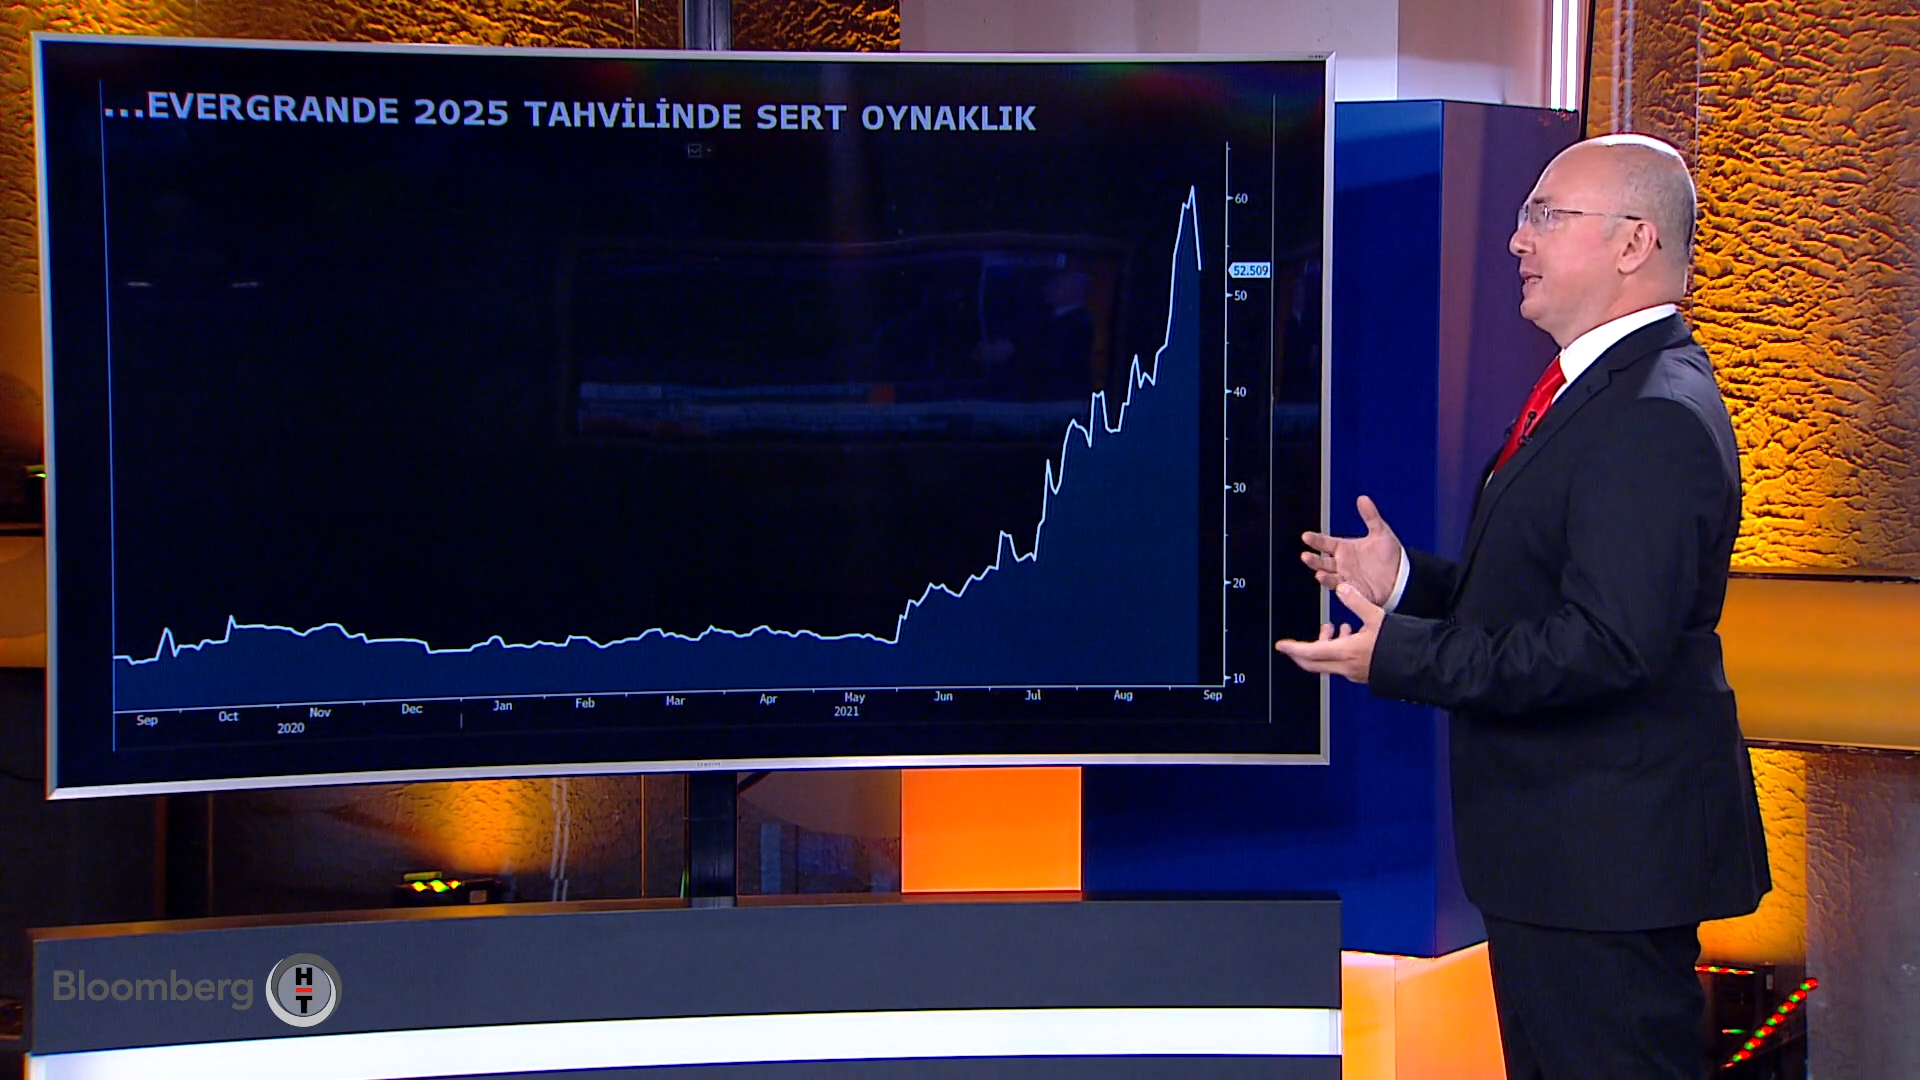 ...EVERGRANDE 2025 TAHVİLİNDE SERT OYNAKLIK
60
52.509
50
40
30
20
10
Sep Oct Nov Dec Jan Feb Mar Apr May Jun Jul Aug Sep
2020 2021
SAMSUNG
Bloomberg HT